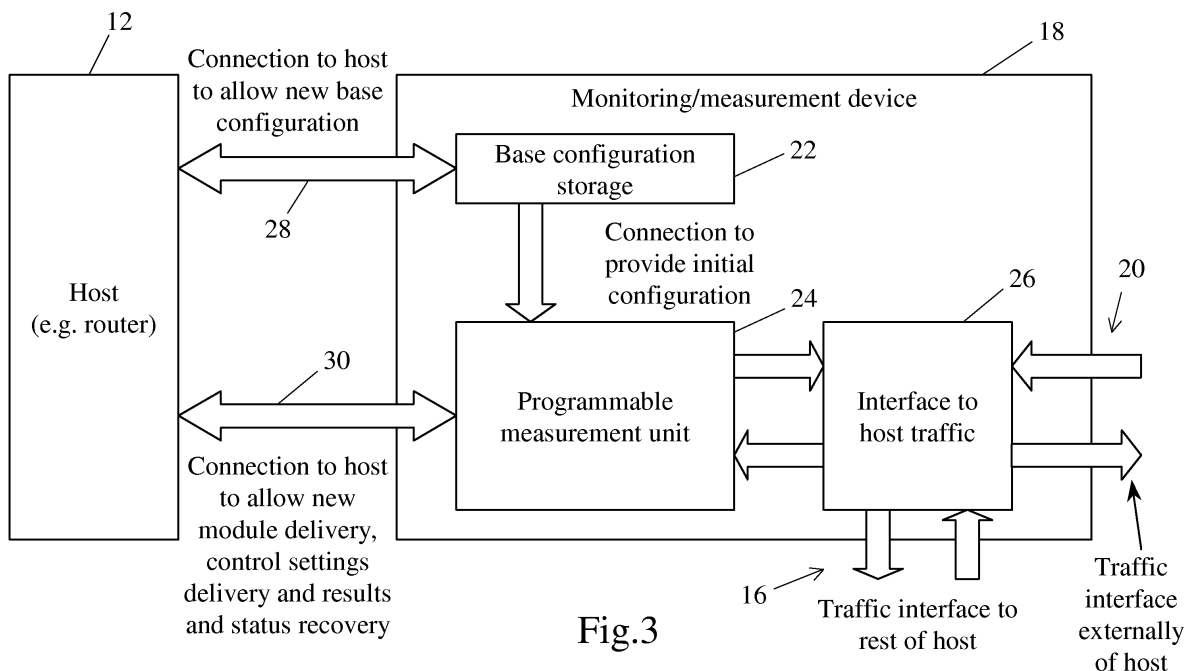 12
18
Connection to host
to allow new base
configuration
Monitoring/measurement device
Base configuration
storage
22
28
Connection to
provide initial
configuration
20
24
26
Host
(e.g. router)
30
Programmable
measurement unit
Interface to
host traffic
Connection to host
to allow new
module delivery,
control settings
delivery and results
and status recovery
16
Traffic interface to
rest of host
Traffic
interface
externally
of host
Fig.3